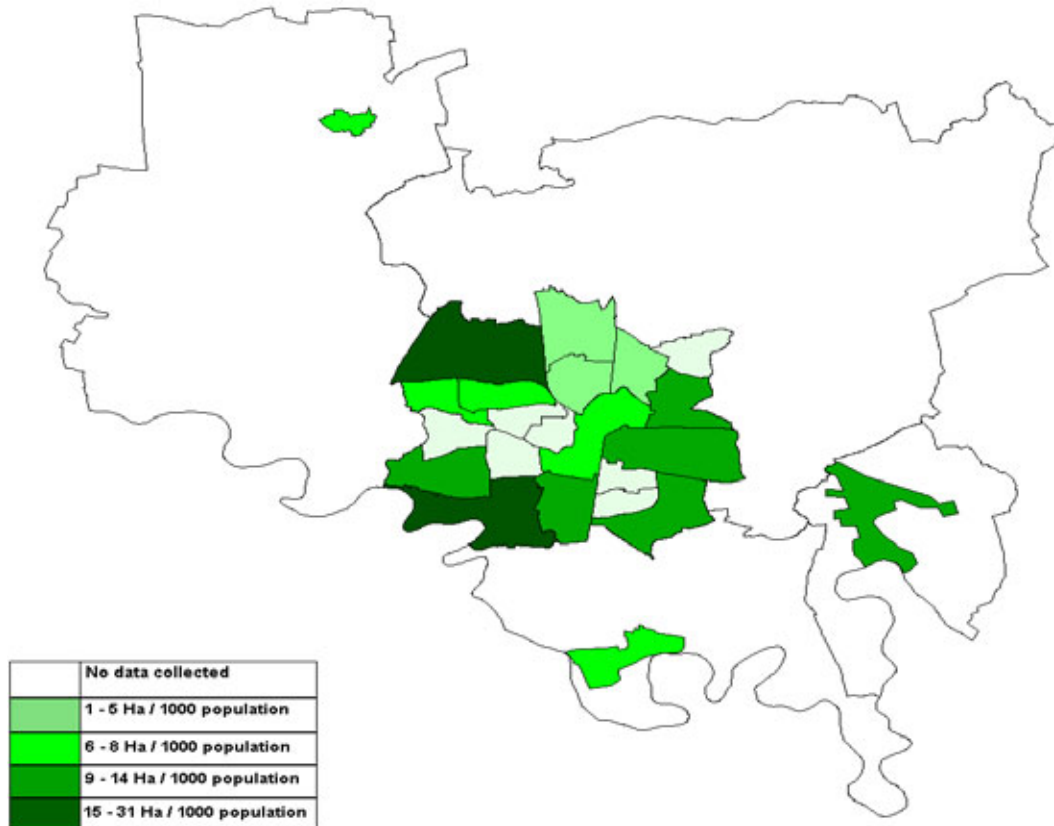 No data collected
1 - 5 Ha / 1000 population
6 - 8 Ha / 1000 population
9 - 14 Ha / 1000 population
15 - 31 Ha / 1000 population